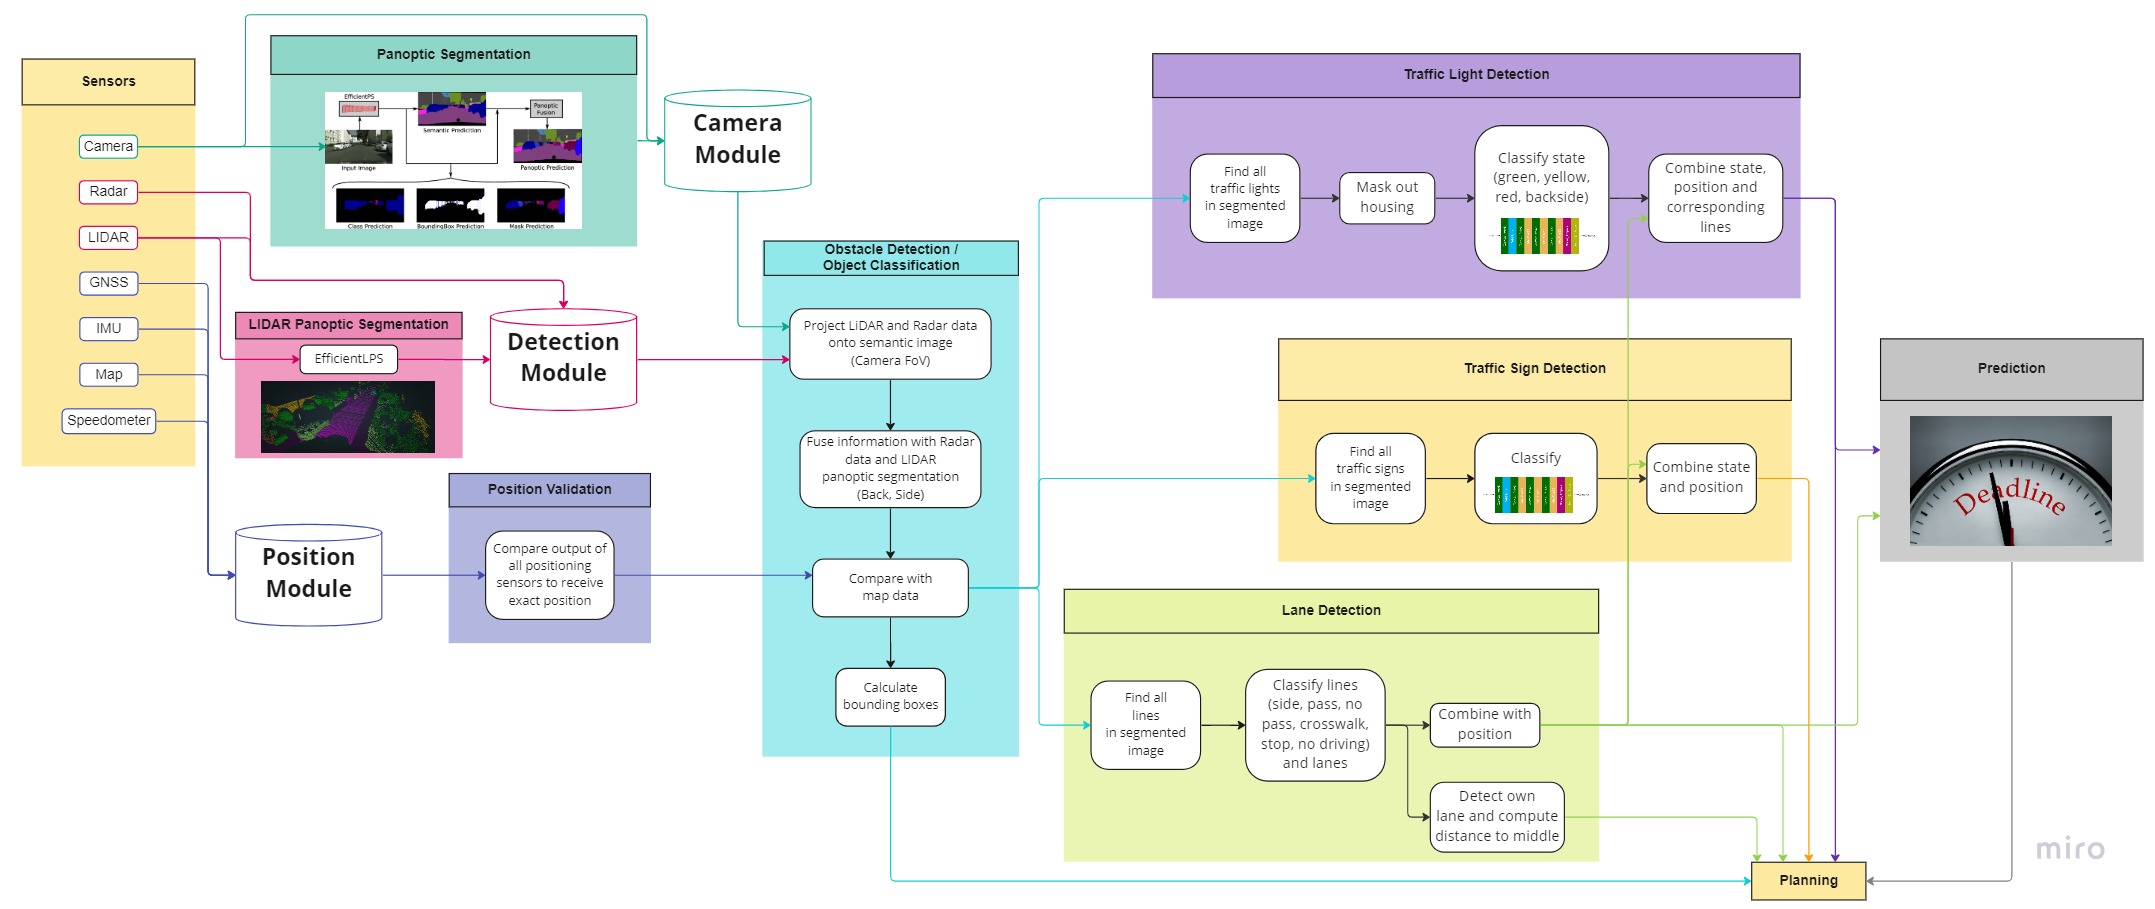 Sensors
Camera
Radar
LIDAR
GNSS
IMU
Map
Speedometer
Panoptic Segmentation
EfficientPS
Semantic Prediction
Panoptic
Fusion
Input Image
Panoptic Prediction
Class Prediction
BoundingBox Prediction
Mask Prediction
Camera
Module
LIDAR Panoptic Segmentation
EfficientLPS
Detection
Module
Position
Module
Position Validation
Compare output of
all positioning
sensors to receive
exact position
Obstacle Detection /
Object Classification
Project LiDAR and Radar data
onto semantic image
(Camera FoV)
Fuse information with Radar
data and LIDAR
panoptic segmentation
(Back, Side)
Compare with
map data
Calculate
bounding boxes
Traffic Light Detection
Find all
traffic lights
in segmented
image
Mask out
housing
Classify state
(green, yellow,
red, backside)
Combine state,
position and
corresponding
lines
Traffic Sign Detection
Find all
traffic signs
in segmented
image
Classify
Combine state
and position
Lane Detection
Find all
lines
in segmented
image
Classify lines
(side, pass, no
pass, crosswalk,
stop, no driving)
and lanes
Combine with
position
Detect own
lane and compute
distance to middle
Prediction
Deadline
Planning
miro